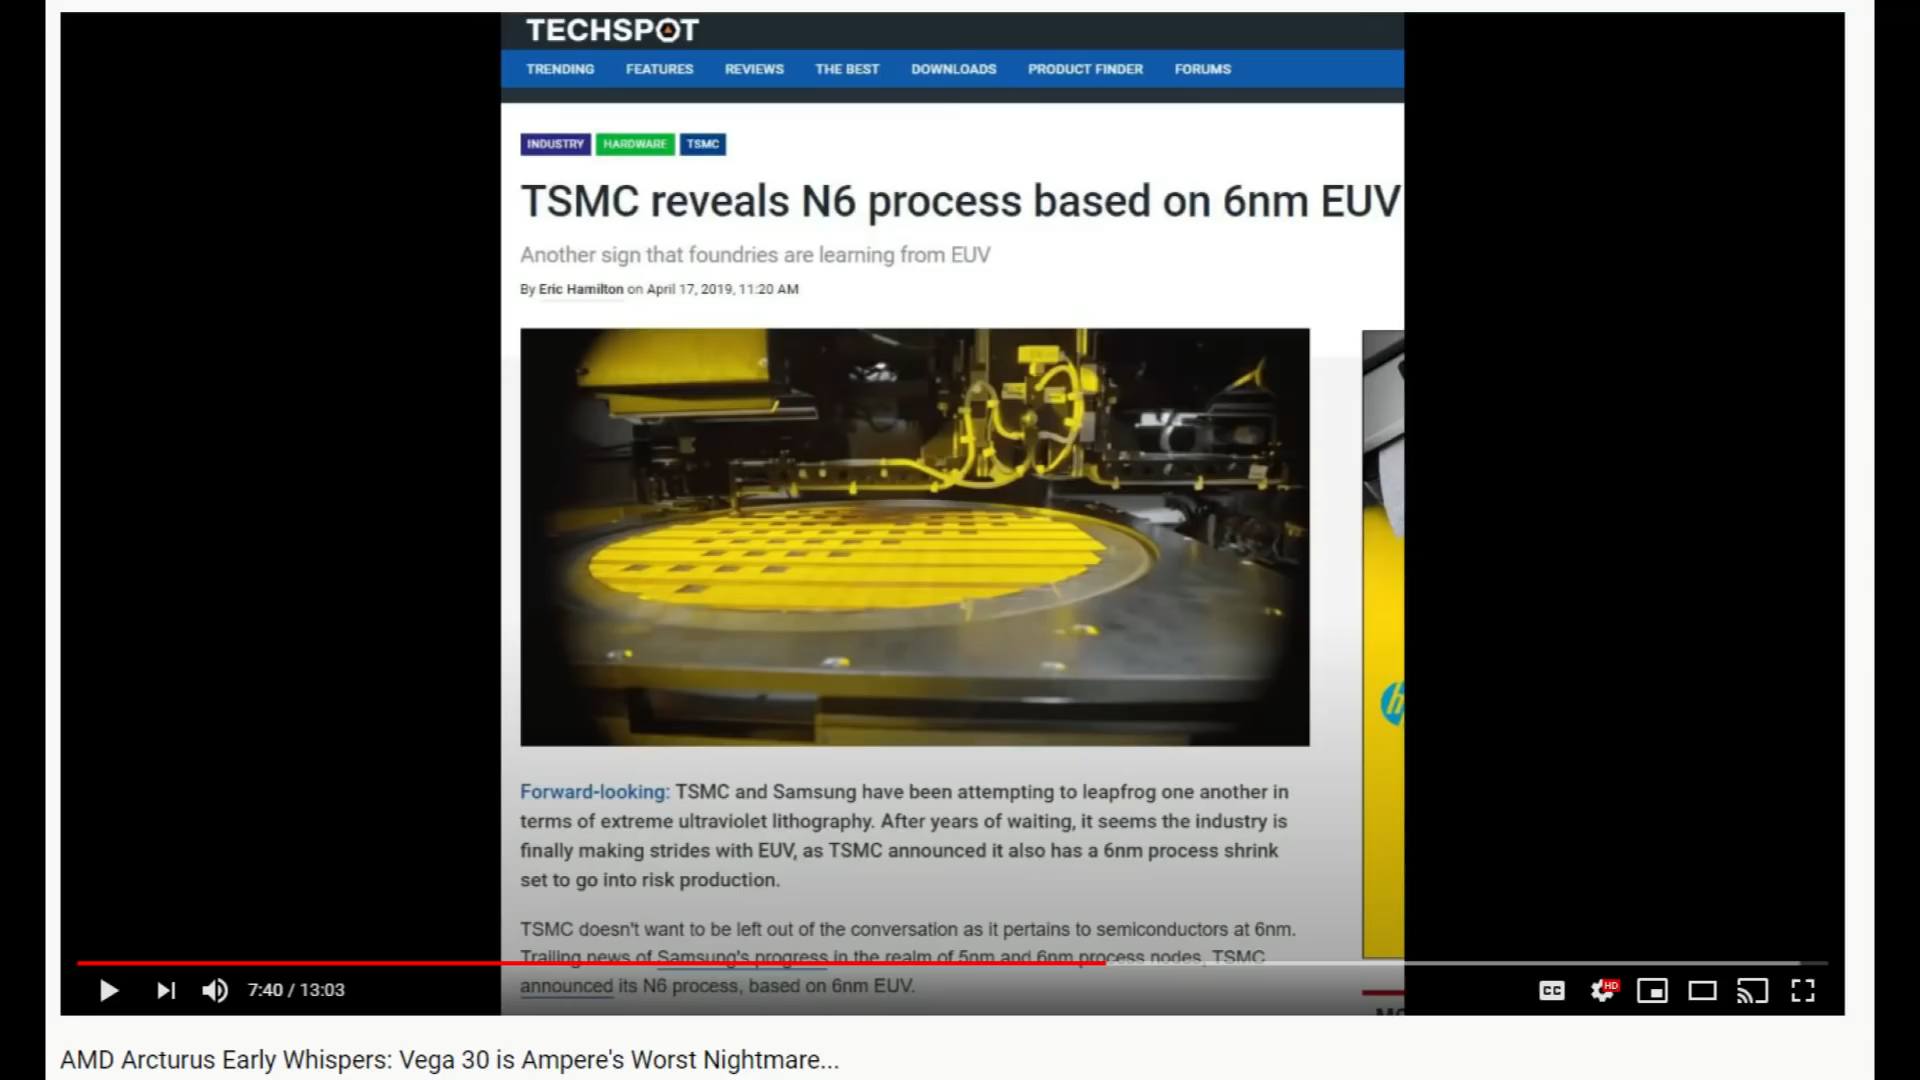 TECHSPOT
TRENDING FEATURES REVIEWS THE BEST DOWNLOADS PRODUCT FINDER FORUMS
INDUSTRY HARDWARE TSMC
TSMC reveals N6 process based on 6nm EUV
Another sign that foundries are learning from EUV
By Eric Hamilton on April 17, 2019, 11:20 AM
hp
Forward-looking: TSMC and Samsung have been attempting to leapfrog one another in
terms of extreme ultraviolet lithography. After years of waiting, it seems the industry is
finally making strides with EUV, as TSMC announced it also has a 6nm process shrink
set to go into risk production.
TSMC doesn't want to be left out of the conversation as it pertains to semiconductors at 6nm.
Trailing news of Samsung's progress in the realm of 5nm and 6nm process nodes, TSMC
announced its N6 process, based on 6nm EUV.
7:40 / 13:03
CC
HD
AMD Arcturus Early Whispers: Vega 30 is Ampere's Worst Nightmare...